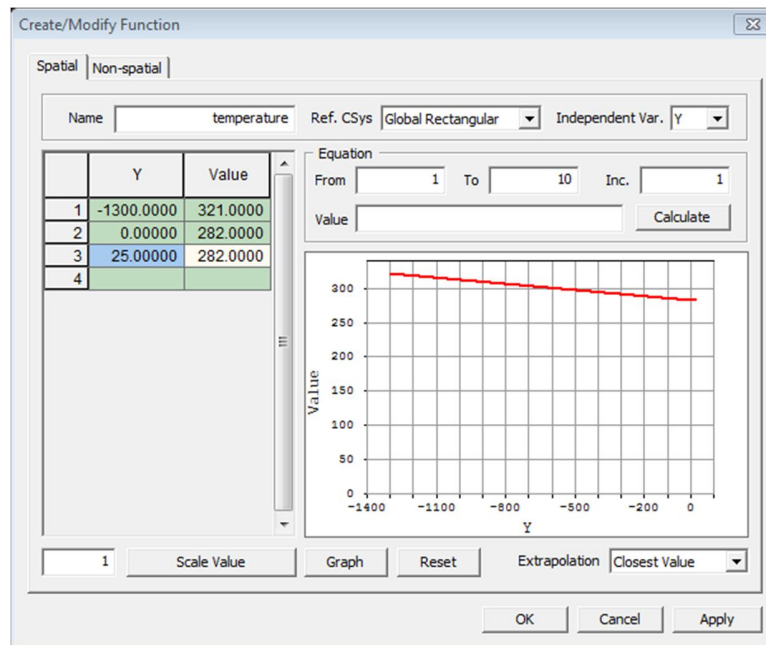 Create/Modify Function
Spatial Non-spatial
Name temperature Ref. CSys Global Rectangular Independent Var. Y
Y Value
1 -1300.0000 321.0000
2 0.00000 282.0000
3 25.00000 282.0000
4
Equation
From 1 To 10 Inc. 1
Value Calculate
300
250
200
150
100
50
0
Value
-1400 -1100 -800 -500 -200 0
Y
1 Scale Value Graph Reset Extrapolation Closest Value
OK Cancel Apply